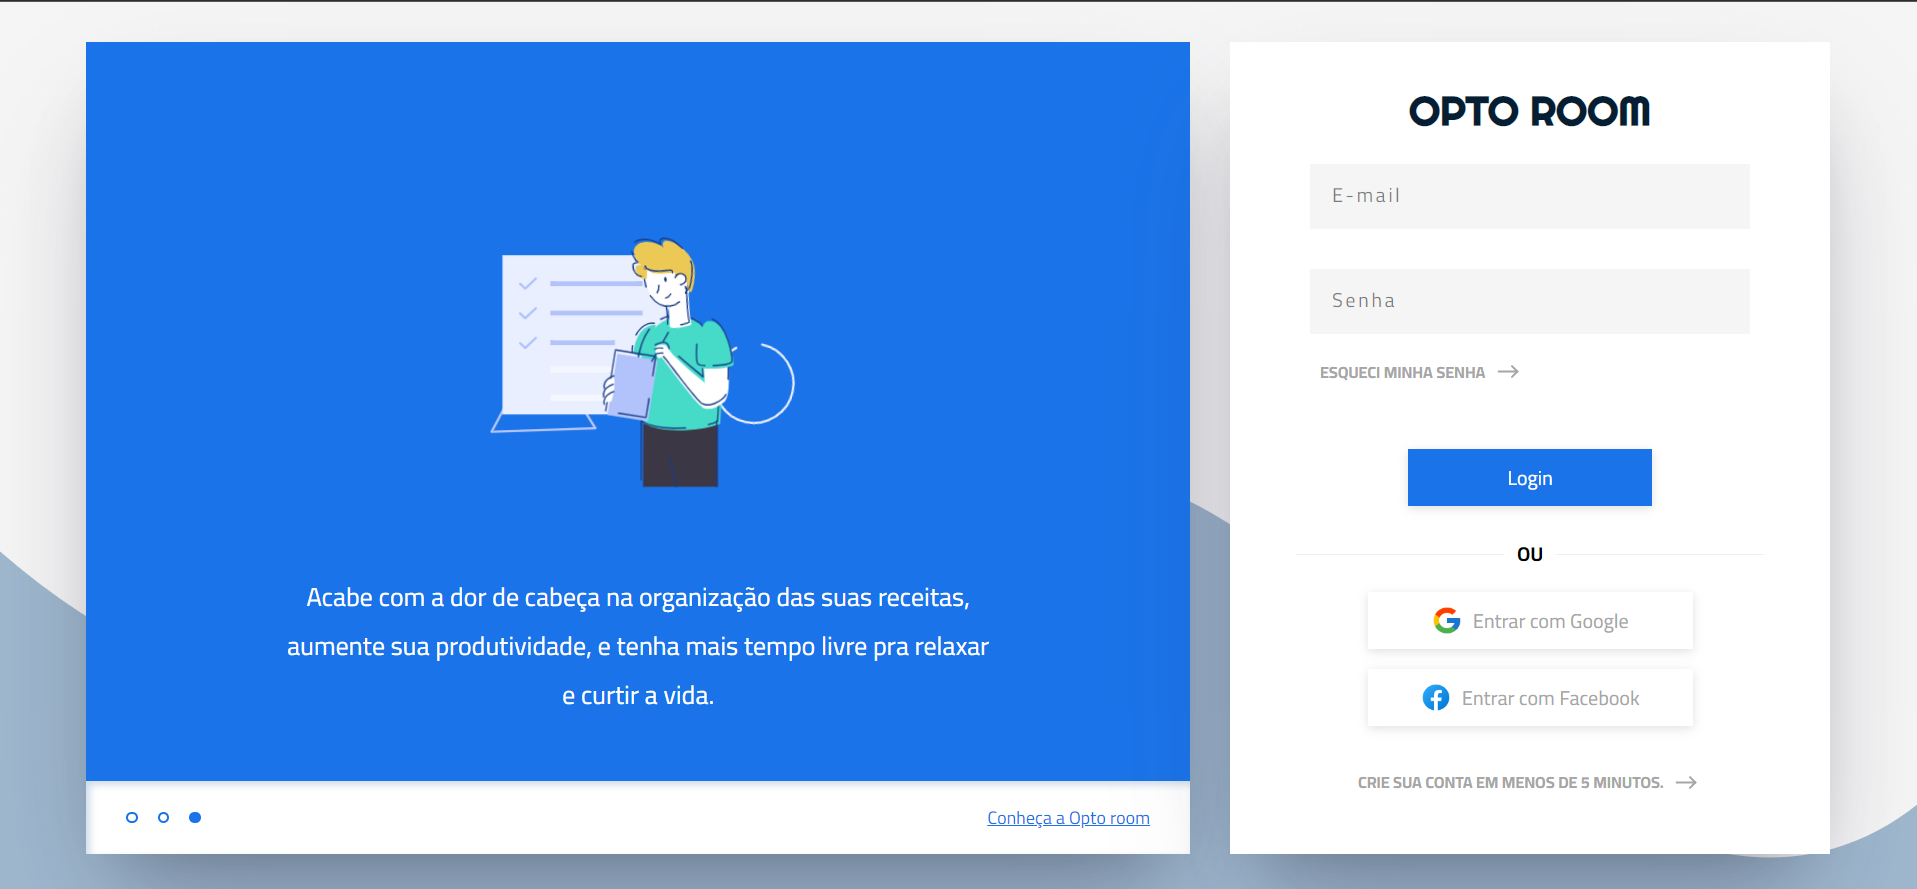 Acabe com a dor de cabeça na organização das suas receitas,
aumente sua produtividade, e tenha mais tempo livre pra relaxar
e curtir a vida.
Conheça a Opto room
OPTO ROOM
E-mail
Senha
ESQUECI MINHA SENHA
Login
OU
Entrar com Google
Entrar com Facebook
CRIE SUA CONTA EM MENOS DE 5 MINUTOS.